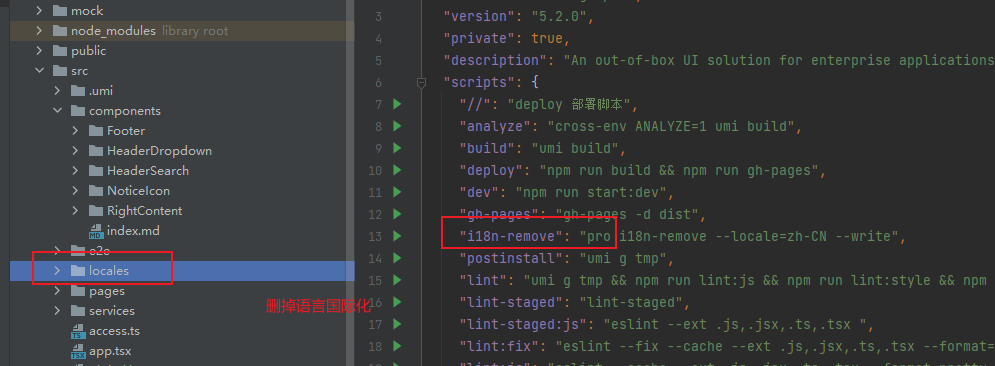 mock
node_modules library root
public
src
.umi
components
Footer
HeaderDropdown
HeaderSearch
NoticeIcon
RightContent
index.md
e2e
locales
pages
services
access.ts
app.tsx
删掉语言国际化
3 "version": "5.2.0",
4 "private": true,
5 "description": "An out-of-box UI solution for enterprise applications
6 "scripts": {
7 "//": "deploy 部署脚本",
8 "analyze": "cross-env ANALYZE=1 umi build",
9 "build": "umi build",
10 "deploy": "npm run build && npm run gh-pages",
11 "dev": "npm run start:dev",
12 "gh-pages": "gh-pages -d dist",
13 "i18n-remove": "pro i18n-remove --locale=zh-CN --write",
14 "postinstall": "umi g tmp",
15 "lint": "umi g tmp && npm run lint:js && npm run lint:style && npm
16 "lint-staged": "lint-staged",
17 "lint-staged:js": "eslint --ext .js,.jsx,.ts,.tsx ",
18 "lint:fix": "eslint --fix --cache --ext .js,.jsx,.ts,.tsx --format=